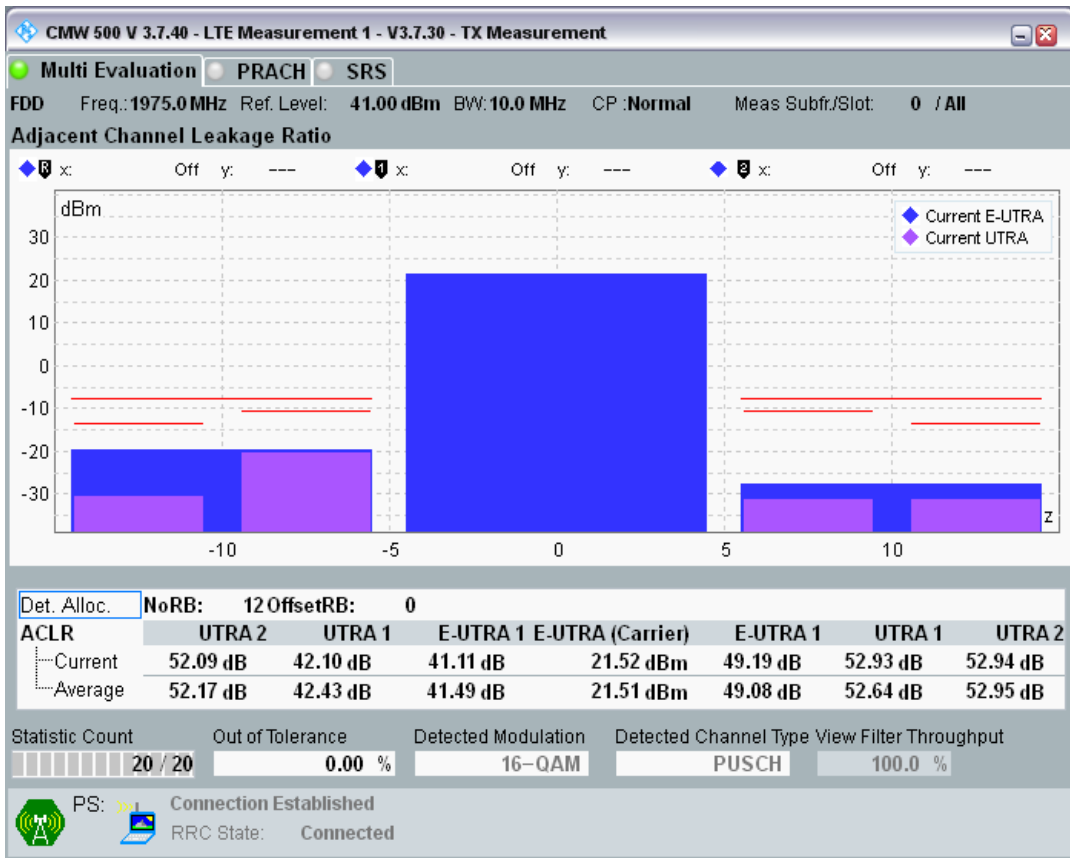 CMW 500 V 3.7.40 - LTE Measurement 1 - V3.7.30 - TX Measurement
Multi Evaluation PRACH SRS
FDD Freq.: 1975.0 MHz Ref. Level: 41.00 dBm BW: 10.0 MHz CP : Normal Meas Subfr./Slot: 0 / All
Adjacent Channel Leakage Ratio
R x: Off y: --- 1 x: Off y: --- 2 x: Off y: ---
dBm
Current E-UTRA
Current UTRA
30
20
10
0
-10
-20
-30
z
-10 -5 0 5 10
Det. Alloc. NoRB: 12 OffsetRB: 0
ACLR UTRA 2 UTRA 1 E-UTRA 1 E-UTRA (Carrier) E-UTRA 1 UTRA 1 UTRA 2
Current 52.09 dB 42.10 dB 41.11 dB 21.52 dBm 49.19 dB 52.93 dB 52.94 dB
Average 52.17 dB 42.43 dB 41.49 dB 21.51 dBm 49.08 dB 52.64 dB 52.95 dB
Statistic Count Out of Tolerance Detected Modulation Detected Channel Type View Filter Throughput
20 / 20 0.00 % 16-QAM PUSCH 100.0 %
PS: Connection Established
RRC State: Connected